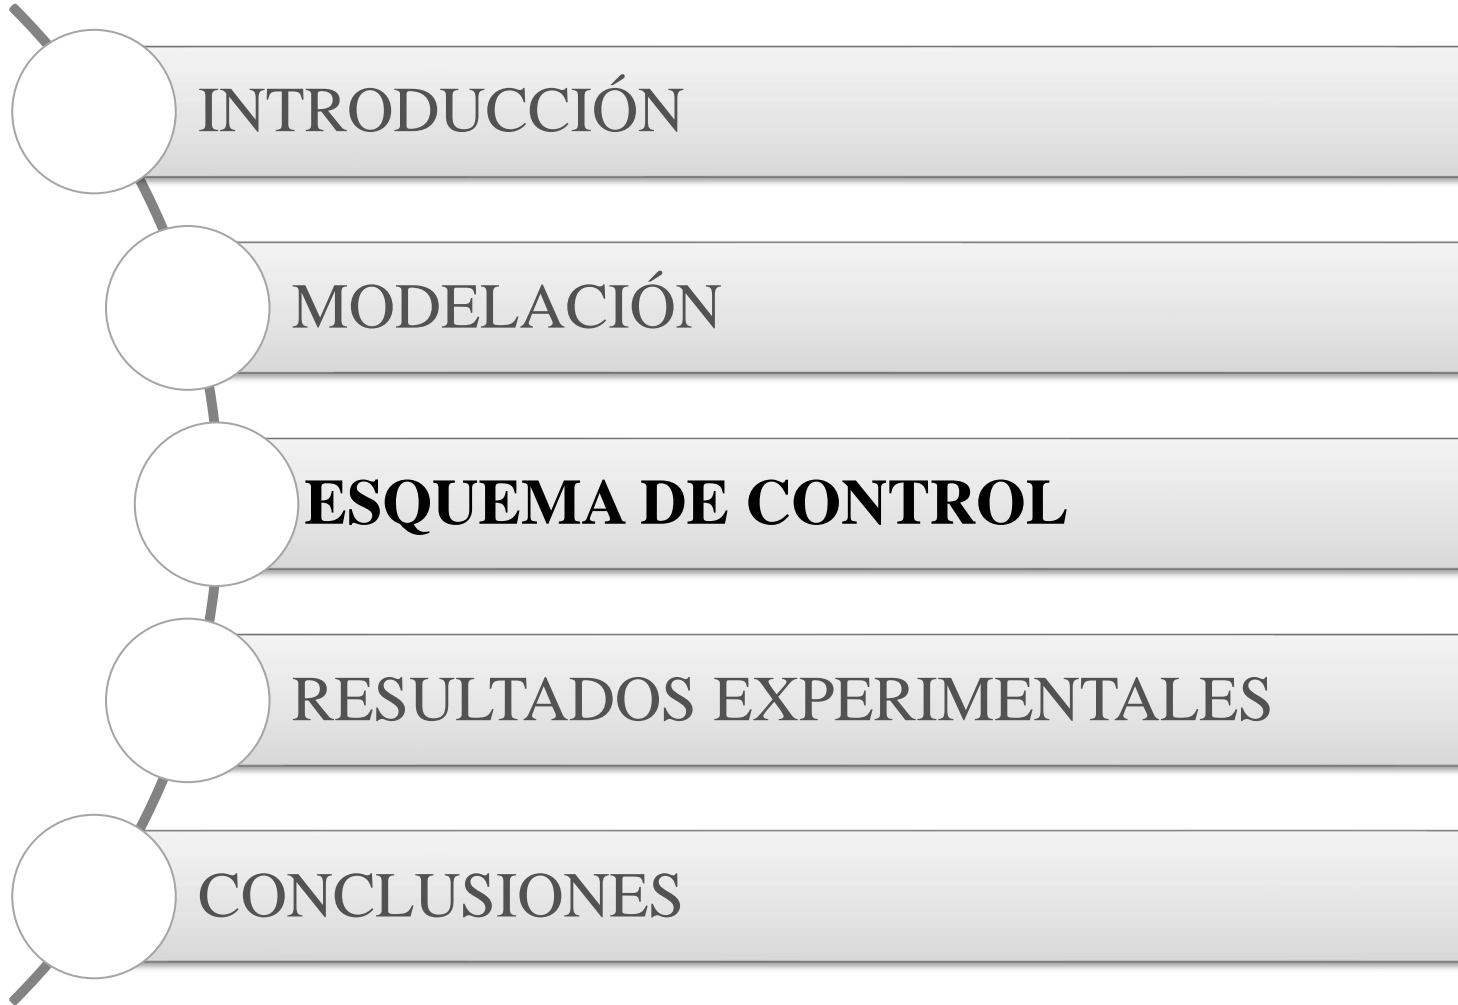 INTRODUCCIÓN
MODELACIÓN
ESQUEMA DE CONTROL
RESULTADOS EXPERIMENTALES
CONCLUSIONES